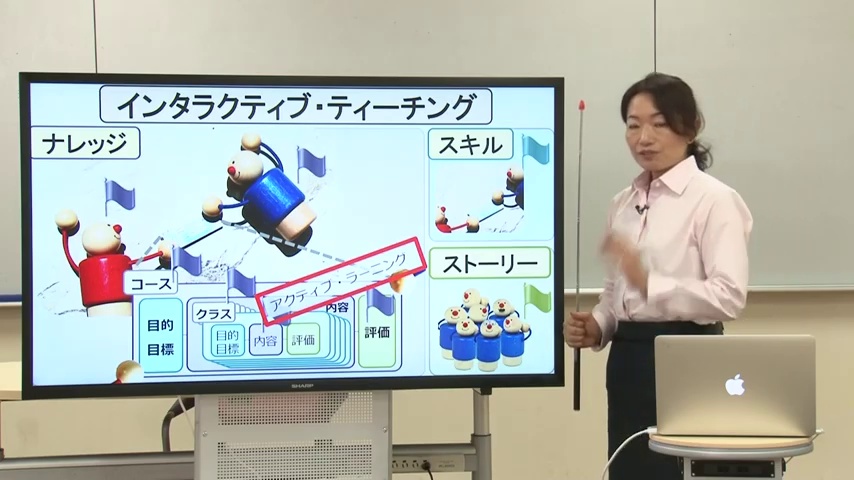 インタラクティブ・ティーチング
ナレッジ
スキル
ストーリー
コース
アクティブ・ラーニング
クラス
内容
目的
目標
目的
目標
内容
評価
評価
SHARP